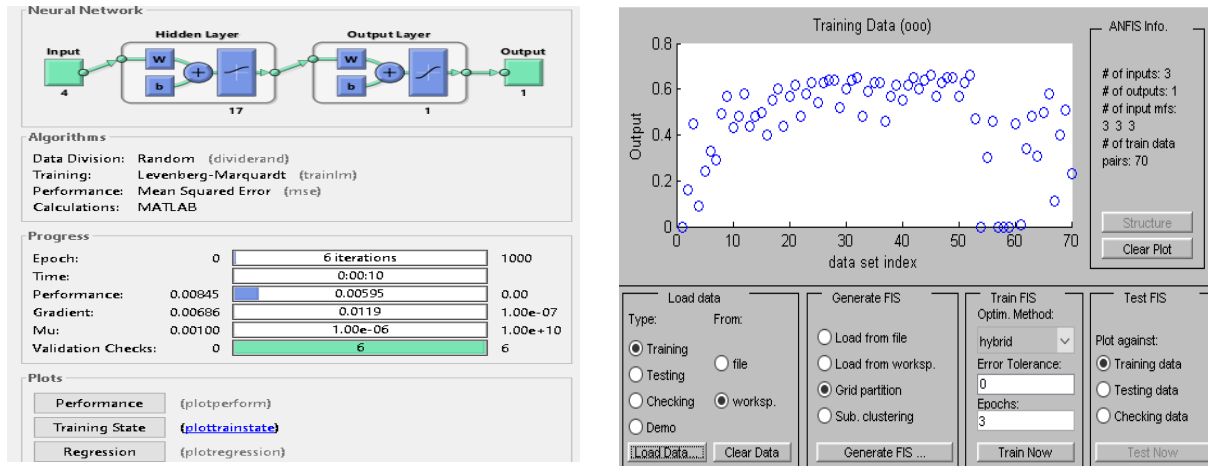 Neural Network
Hidden Layer
Output Layer
Input
Output
W
b
+
W
b
+
4
17
1
1
Algorithms
Data Division: Random (dividerand)
Training: Levenberg-Marquardt (trainlm)
Performance: Mean Squared Error (mse)
Calculations: MATLAB
Progress
Epoch: 0 6 iterations 1000
Time: 0:00:10
Performance: 0.00845 0.00595 0.00
Gradient: 0.00686 0.0119 1.00e-07
Mu: 0.00100 1.00e-06 1.00e+10
Validation Checks: 0 6 6
Plots
Performance (plotperform)
Training State (plottrainstate)
Regression (plotregression)
Training Data (ooo)
0.8
0.6
0.4
0.2
0
Output
0 10 20 30 40 50 60 70
data set index
ANFIS Info.
# of inputs: 3
# of outputs: 1
# of input mfs:
3 3 3
# of train data
pairs: 70
Structure
Clear Plot
Load data
Type: From:
Training
Testing
Checking
Demo
file
worksp.
Load Data... Clear Data
Generate FIS
Load from file
Load from worksp.
Grid partition
Sub. clustering
Generate FIS ...
Train FIS
Optim. Method:
hybrid
Error Tolerance:
0
Epochs:
3
Train Now
Test FIS
Plot against:
Training data
Testing data
Checking data
Test Now